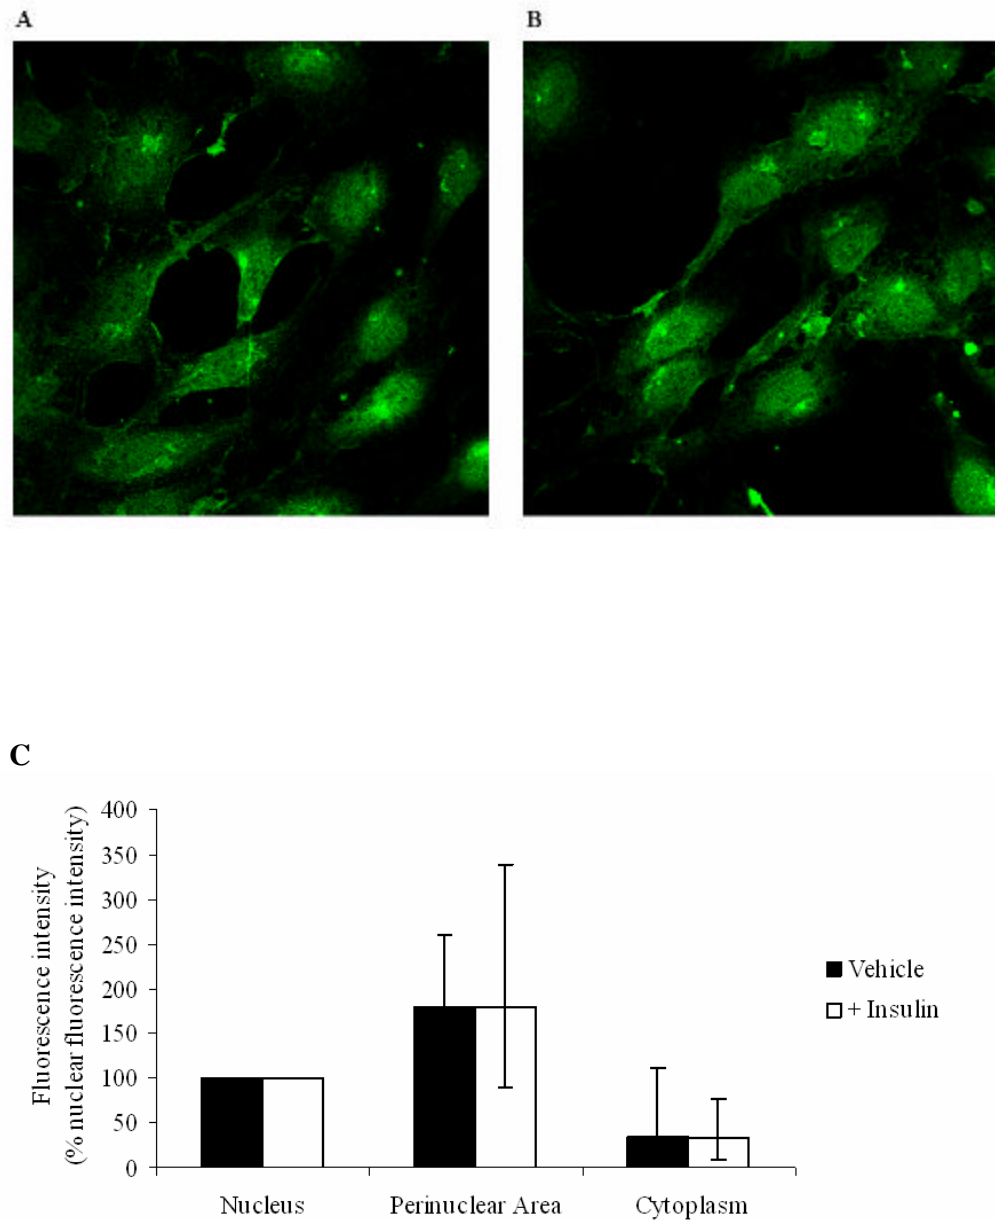 A
B
C
Fluorescence intensity
(% nuclear fluorescence intensity)
400
350
300
250
200
150
100
50
0
Nucleus
Perinuclear Area
Cytoplasm
Vehicle
+ Insulin